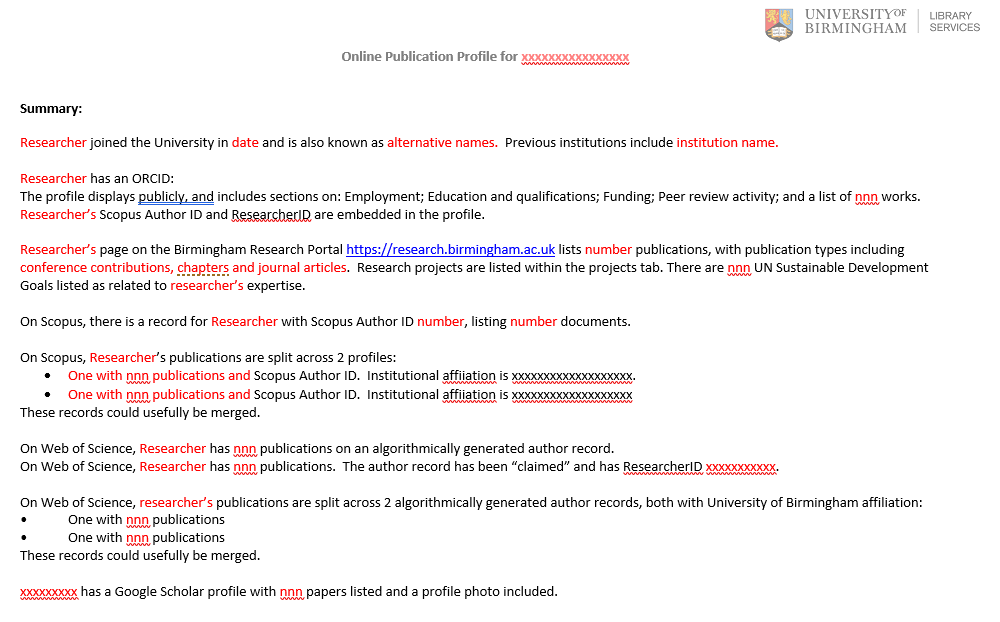 UNIVERSITY OF BIRMINGHAM LIBRARY SERVICES
Online Publication Profile for xxxxxxxxxxxxxxxxx
Summary:
Researcher joined the University in date and is also known as alternative names.  Previous institutions include institution name.
Researcher has an ORCID:
The profile displays publicly, and includes sections on: Employment; Education and qualifications; Funding; Peer review activity; and a list of nnn works.
Researcher's Scopus Author ID and ResearcherID are embedded in the profile.
Researcher's page on the Birmingham Research Portal https://research.birmingham.ac.uk lists number publications, with publication types including
conference contributions, chapters and journal articles.  Research projects are listed within the projects tab. There are nnn UN Sustainable Development
Goals listed as related to researcher's expertise.
On Scopus, there is a record for Researcher with Scopus Author ID number, listing number documents.
On Scopus, Researcher's publications are split across 2 profiles:
• One with nnn publications and Scopus Author ID.  Institutional affiiation is xxxxxxxxxxxxxxxxxxx.
• One with nnn publications and Scopus Author ID.  Institutional affiiation is xxxxxxxxxxxxxxxxxxx
These records could usefully be merged.
On Web of Science, Researcher has nnn publications on an algorithmically generated author record.
On Web of Science, Researcher has nnn publications.  The author record has been “claimed” and has ResearcherID xxxxxxxxxxx.
On Web of Science, researcher's publications are split across 2 algorithmically generated author records, both with University of Birmingham affiliation:
• One with nnn publications
• One with nnn publications
These records could usefully be merged.
xxxxxxxxx has a Google Scholar profile with nnn papers listed and a profile photo included.